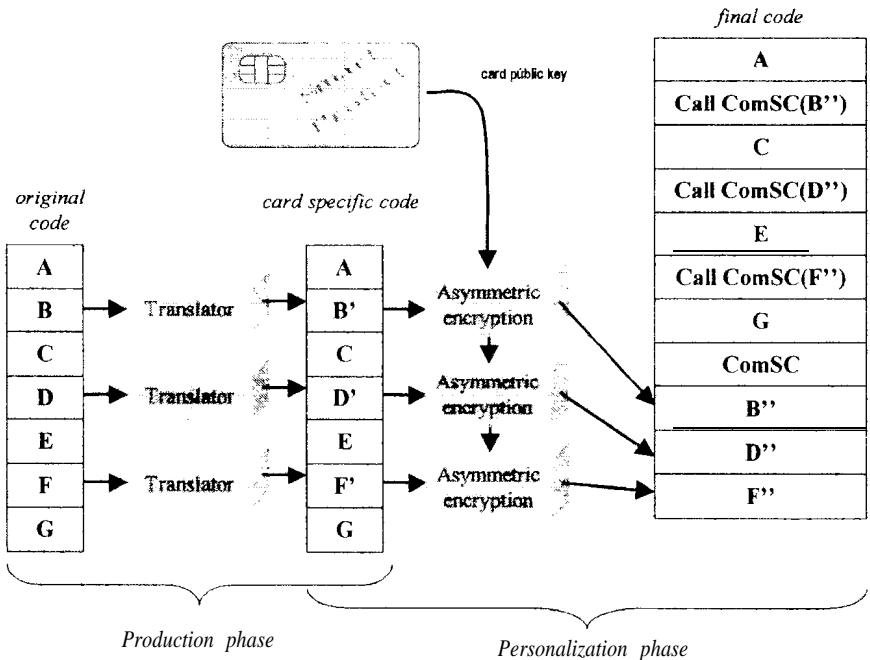 final code
A
Call ComSC(B’’)
C
Call ComSC(D’’)
E
Call ComSC(F’’)
G
ComSC
B’’
D’’
F’’
card públic key
original
code
A
B
C
D
E
F
G
Translator
Translator
Translator
card specific code
A
B’
C
D’
E
F’
G
Asymmetric
encryption
Asymmetric
encryption
Asymmetric
encryption
Production phase
Personalization phase